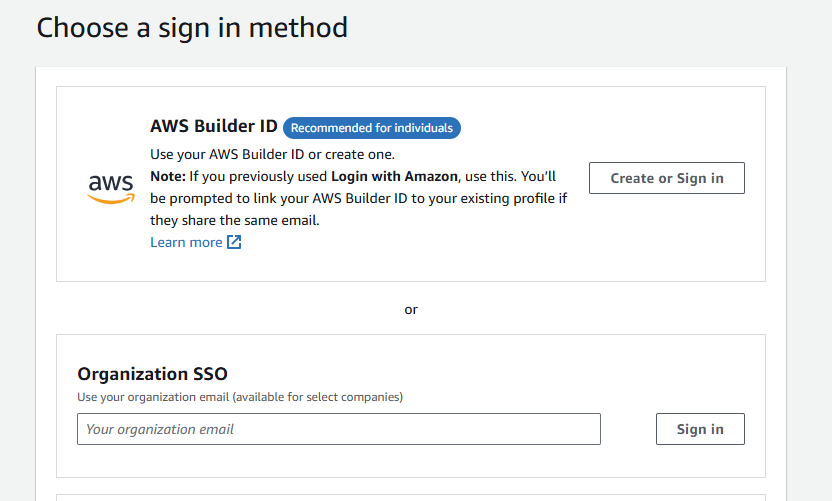 Choose a sign in method
AWS Builder ID Recommended for individuals
Use your AWS Builder ID or create one.
Note: If you previously used Login with Amazon, use this. You’ll
be prompted to link your AWS Builder ID to your existing profile if
they share the same email.
Learn more
aws
Create or Sign in
or
Organization SSO
Use your organization email (available for select companies)
Your organization email
Sign in